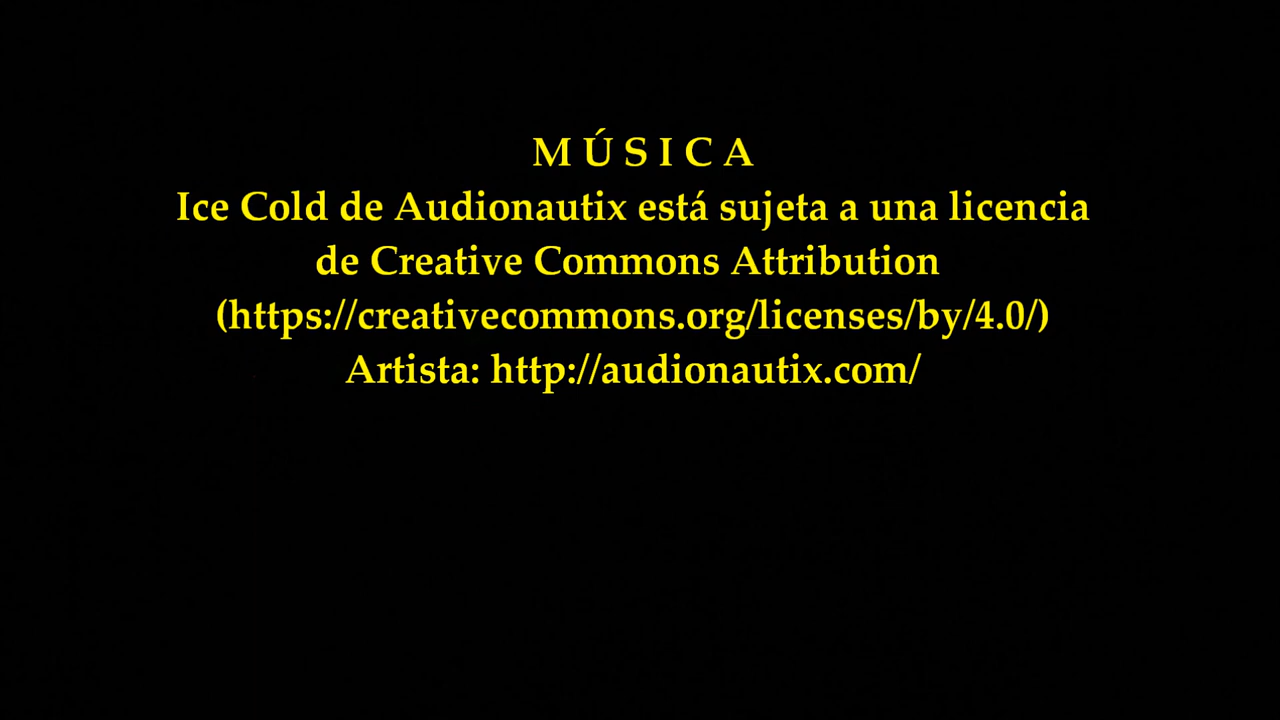 M Ú S I C A
Ice Cold de Audionautix está sujeta a una licencia
de Creative Commons Attribution
(https://creativecommons.org/licenses/by/4.0/)
Artista: http://audionautix.com/